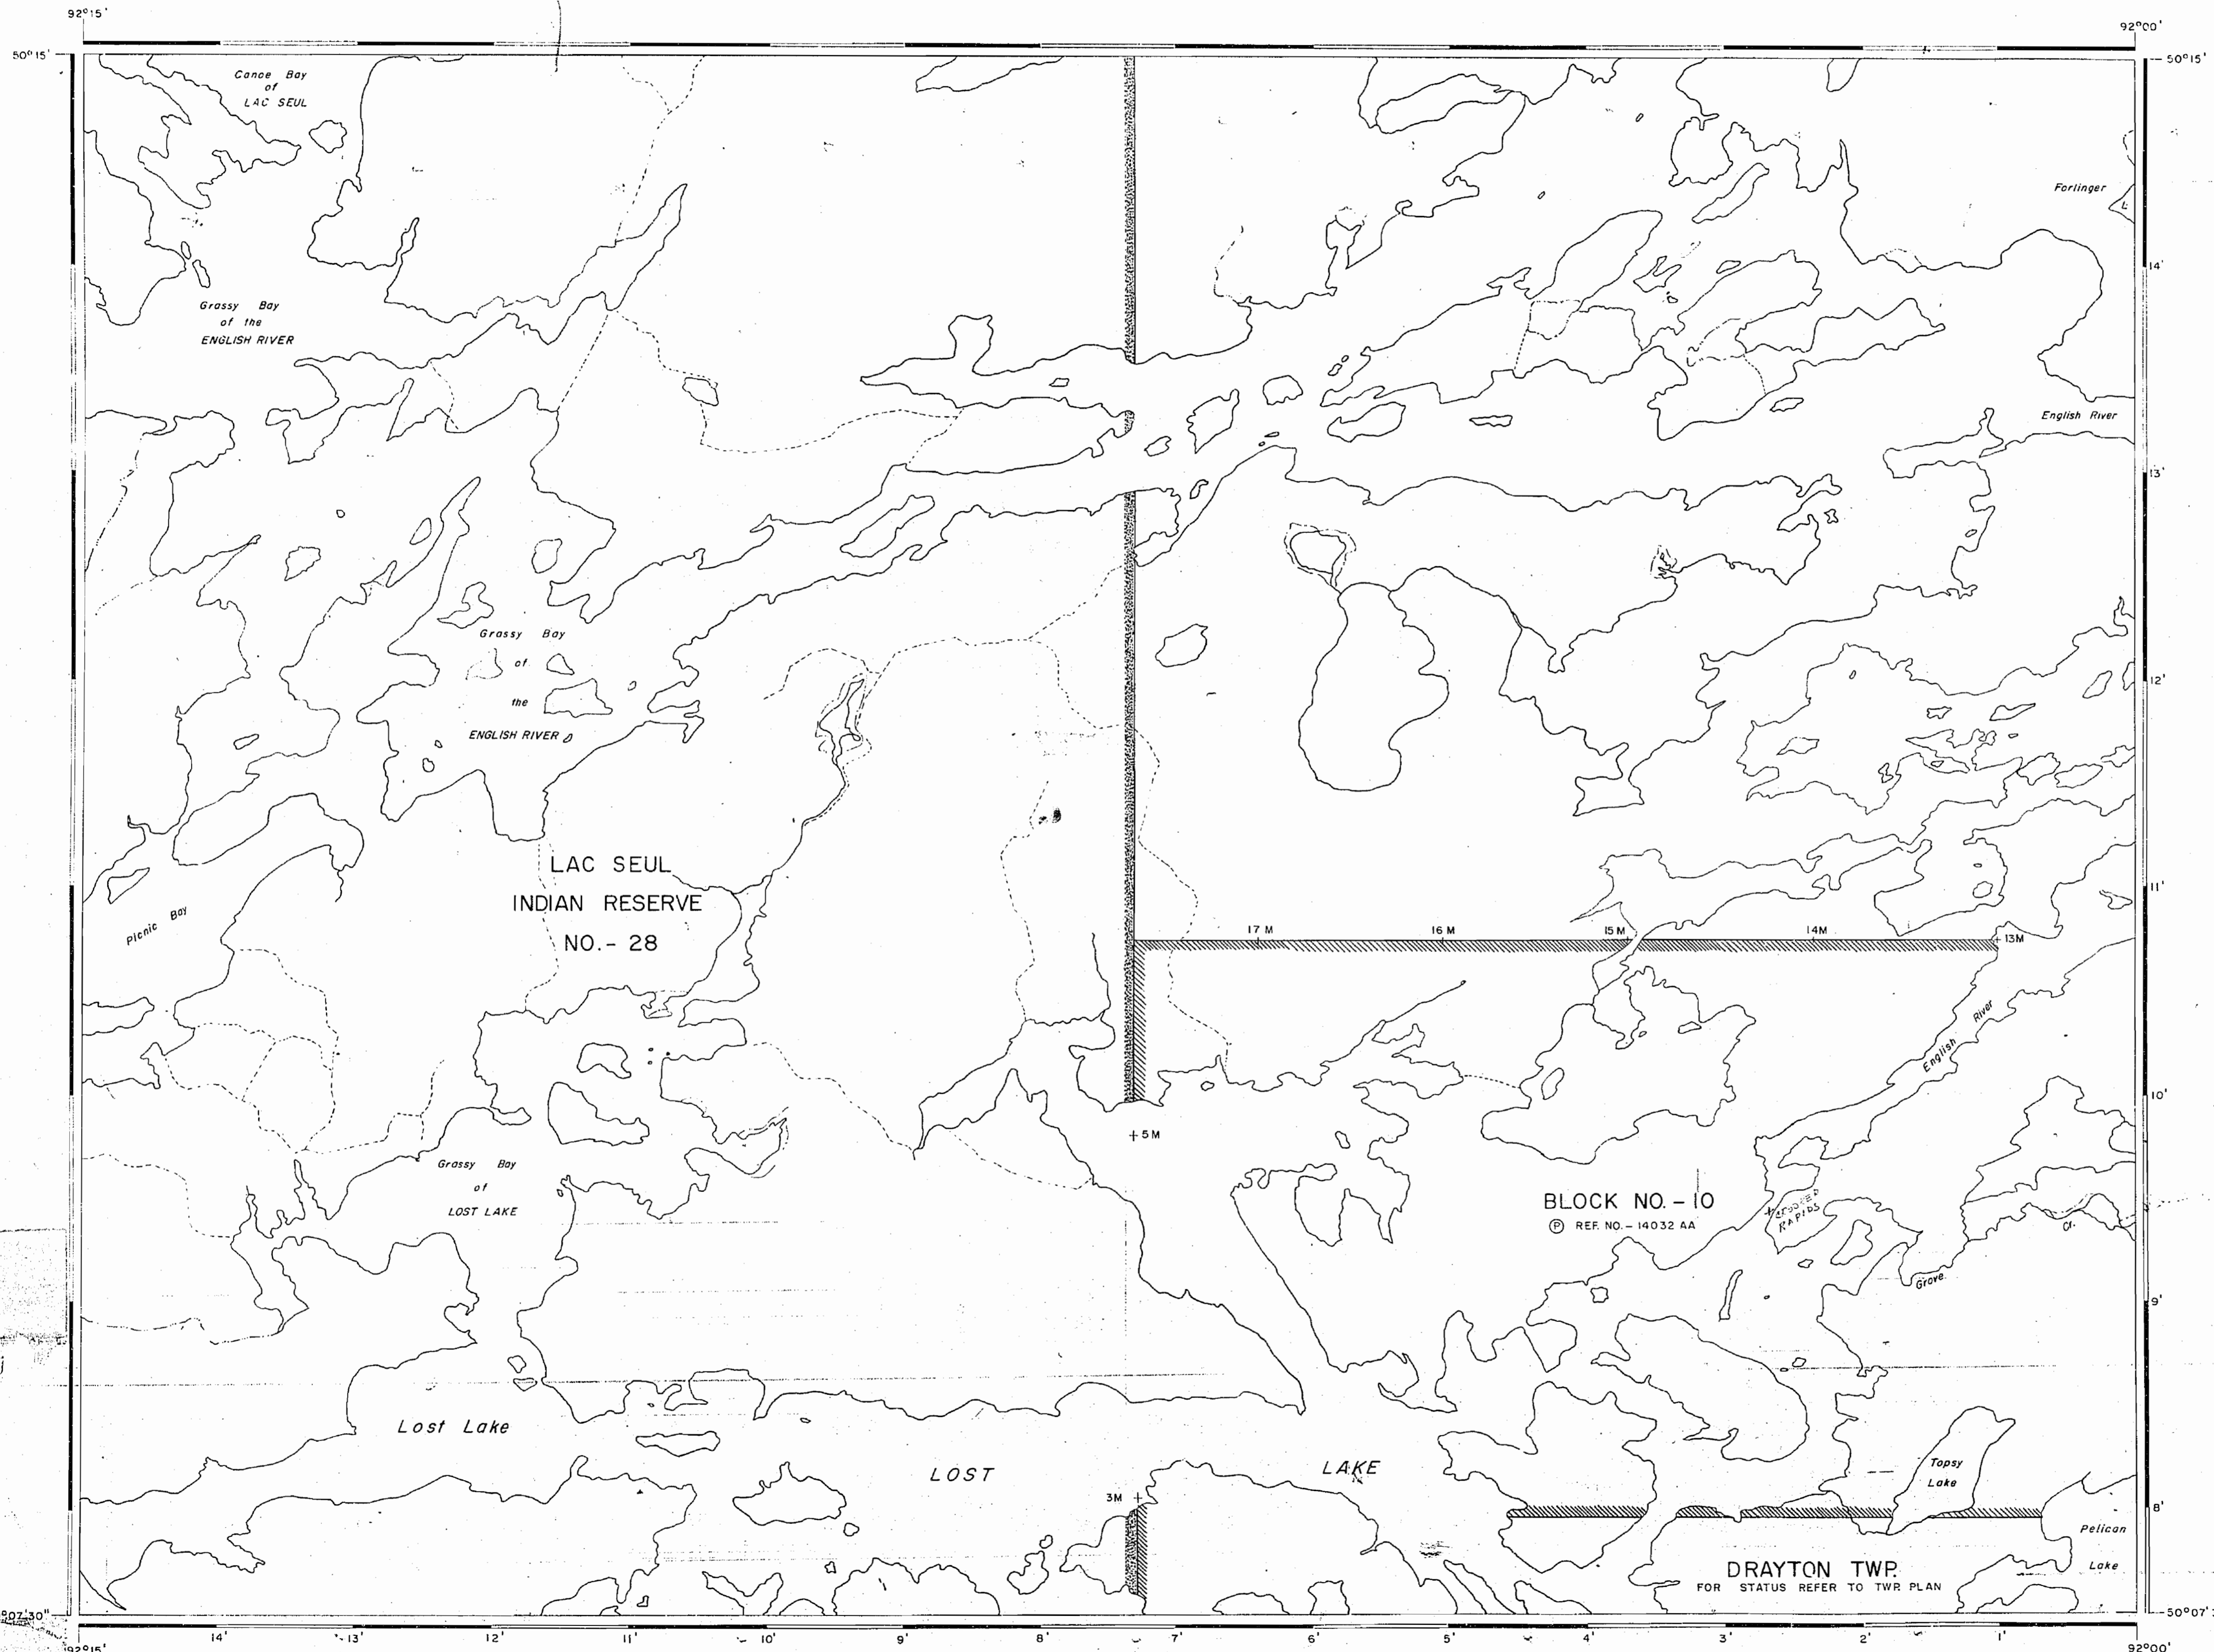 92°15'
92°00'
50°15'
50°15'
Canoe Bay
of
LAC SEUL
Forlinger
L.
14'
Grassy Bay
of the
ENGLISH RIVER
English River
13'
Grassy Bay
of
the
ENGLISH RIVER
12'
LAC SEUL
INDIAN RESERVE
NO.- 28
11'
Picnic Bay
17 M
16 M
15 M
14M
13M
English River
10'
5 M
Grassy Bay
of
LOST LAKE
BLOCK NO.-10
Ⓟ REF. NO.- 14032 AA
RAPIDS
Cr.
Grove
9'
Lost Lake
LOST LAKE
Topsy
Lake
3M
8'
Pelican
Lake
DRAYTON TWP.
FOR STATUS REFER TO TWP. PLAN
07'30"
50°07'
14'
13'
12'
11'
10'
9'
8'
7'
6'
5'
4'
3'
2'
1'
92°15'
92°00'